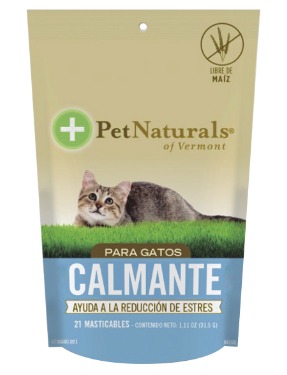 LIBRE DE
MAÍZ
PetNaturals®
of Vermont
PARA GATOS
CALMANTE
AYUDA A LA REDUCCIÓN DE ESTRES
21 MASTICABLES - CONTENIDO NETO: 1.11 OZ (31.5 G)